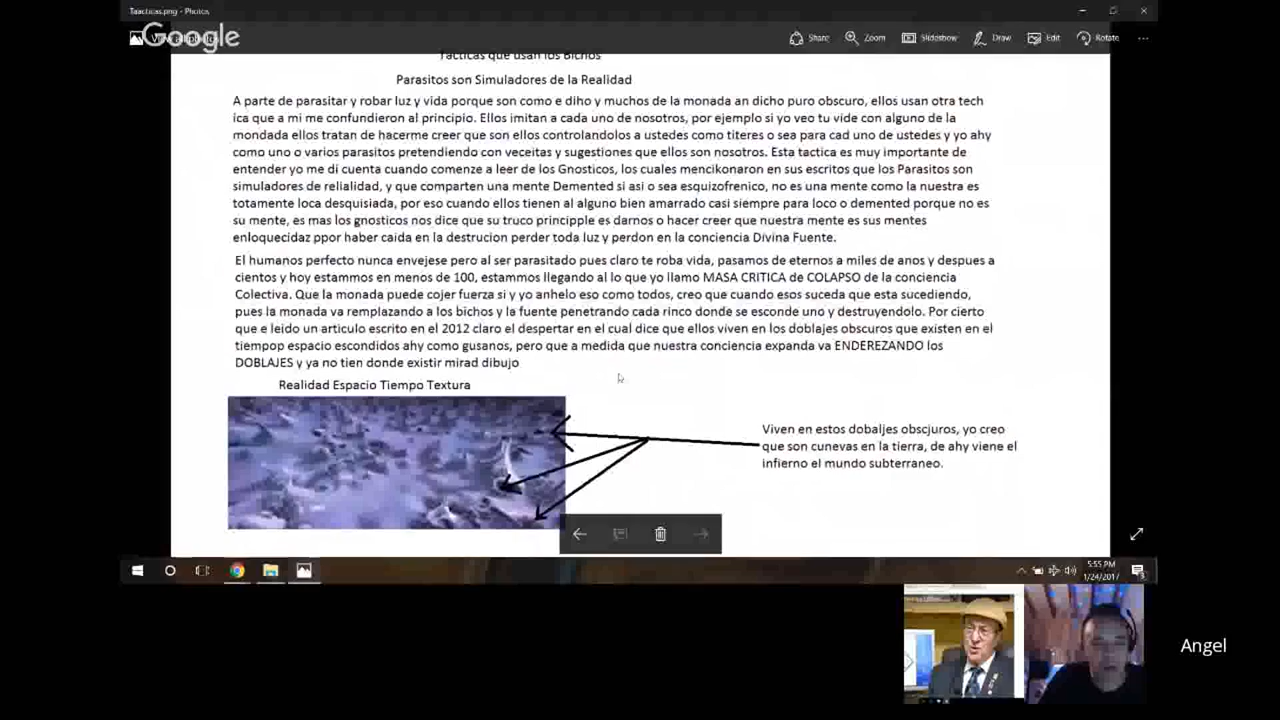 Taacticas.png - Photos
Google
Share
Zoom
Slideshow
Draw
Edit
Rotate
Tacticas que usan los Bichos
Parasitos son Simuladores de la Realidad
A parte de parasitar y robar luz y vida porque son como e diho y muchos de la monada an dicho puro obscuro, ellos usan otra tech
ica que a mi me confundieron al principio. Ellos imitan a cada uno de nosotros, por ejemplo si yo veo tu vide con alguno de la
mondada ellos tratan de hacerme creer que son ellos controlandolos a ustedes como titeres o sea para cad uno de ustedes y yo ahy
como uno o varios parasitos pretendiendo con veceitas y sugestiones que ellos son nosotros. Esta tactica es muy importante de
entender yo me di cuenta cuando comenze a leer de los Gnosticos, los cuales mencikonaron en sus escritos que los Parasitos son
simuladores de relialidad, y que comparten una mente Demented si asi o sea esquizofrenico, no es una mente como la nuestra es
totamente loca desquisiada, por eso cuando ellos tienen al alguno bien amarrado casi siempre para loco o demented porque no es
su mente, es mas los gnosticos nos dice que su truco principple es darnos o hacer creer que nuestra mente es sus mentes
enloquecidaz ppor haber caida en la destrucion perder toda luz y perdon en la conciencia Divina Fuente.
El humanos perfecto nunca envejese pero al ser parasitado pues claro te roba vida, pasamos de eternos a miles de anos y despues a
cientos y hoy estammos en menos de 100, estammos llegando al lo que yo llamo MASA CRITICA de COLAPSO de la conciencia
Colectiva. Que la monada puede cojer fuerza si y yo anhelo eso como todos, creo que cuando esos suceda que esta sucediendo,
pues la monada va remplazando a los bichos y la fuente penetrando cada rinco donde se esconde uno y destruyendolo. Por cierto
que e leido un articulo escrito en el 2012 claro el despertar en el cual dice que ellos viven en los doblajes obscuros que existen en el
tiempop espacio escondidos ahy como gusanos, pero que a medida que nuestra conciencia expanda va ENDEREZANDO los
DOBLAJES y ya no tien donde existir mirad dibujo
Realidad Espacio Tiempo Textura
Viven en estos dobaljes obscjuros, yo creo
que son cunevas en la tierra, de ahy viene el
infierno el mundo subterraneo.
5:55 PM
1/24/2017
Angel